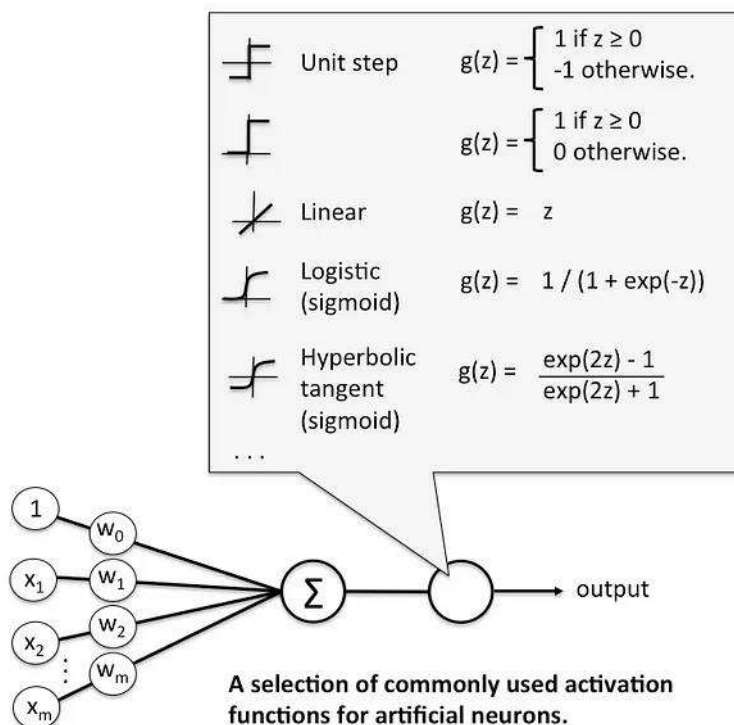 Unit step g(z) = { 1 if z ≥ 0
-1 otherwise.
g(z) = { 1 if z ≥ 0
0 otherwise.
Linear g(z) = z
Logistic
(sigmoid) g(z) = 1 / (1 + exp(-z))
Hyperbolic
tangent
(sigmoid) g(z) = exp(2z) - 1
exp(2z) + 1
...
1 w₀
x₁ w₁
x₂ w₂
⋮ wₘ
xₘ
Σ
output
A selection of commonly used activation
functions for artificial neurons.